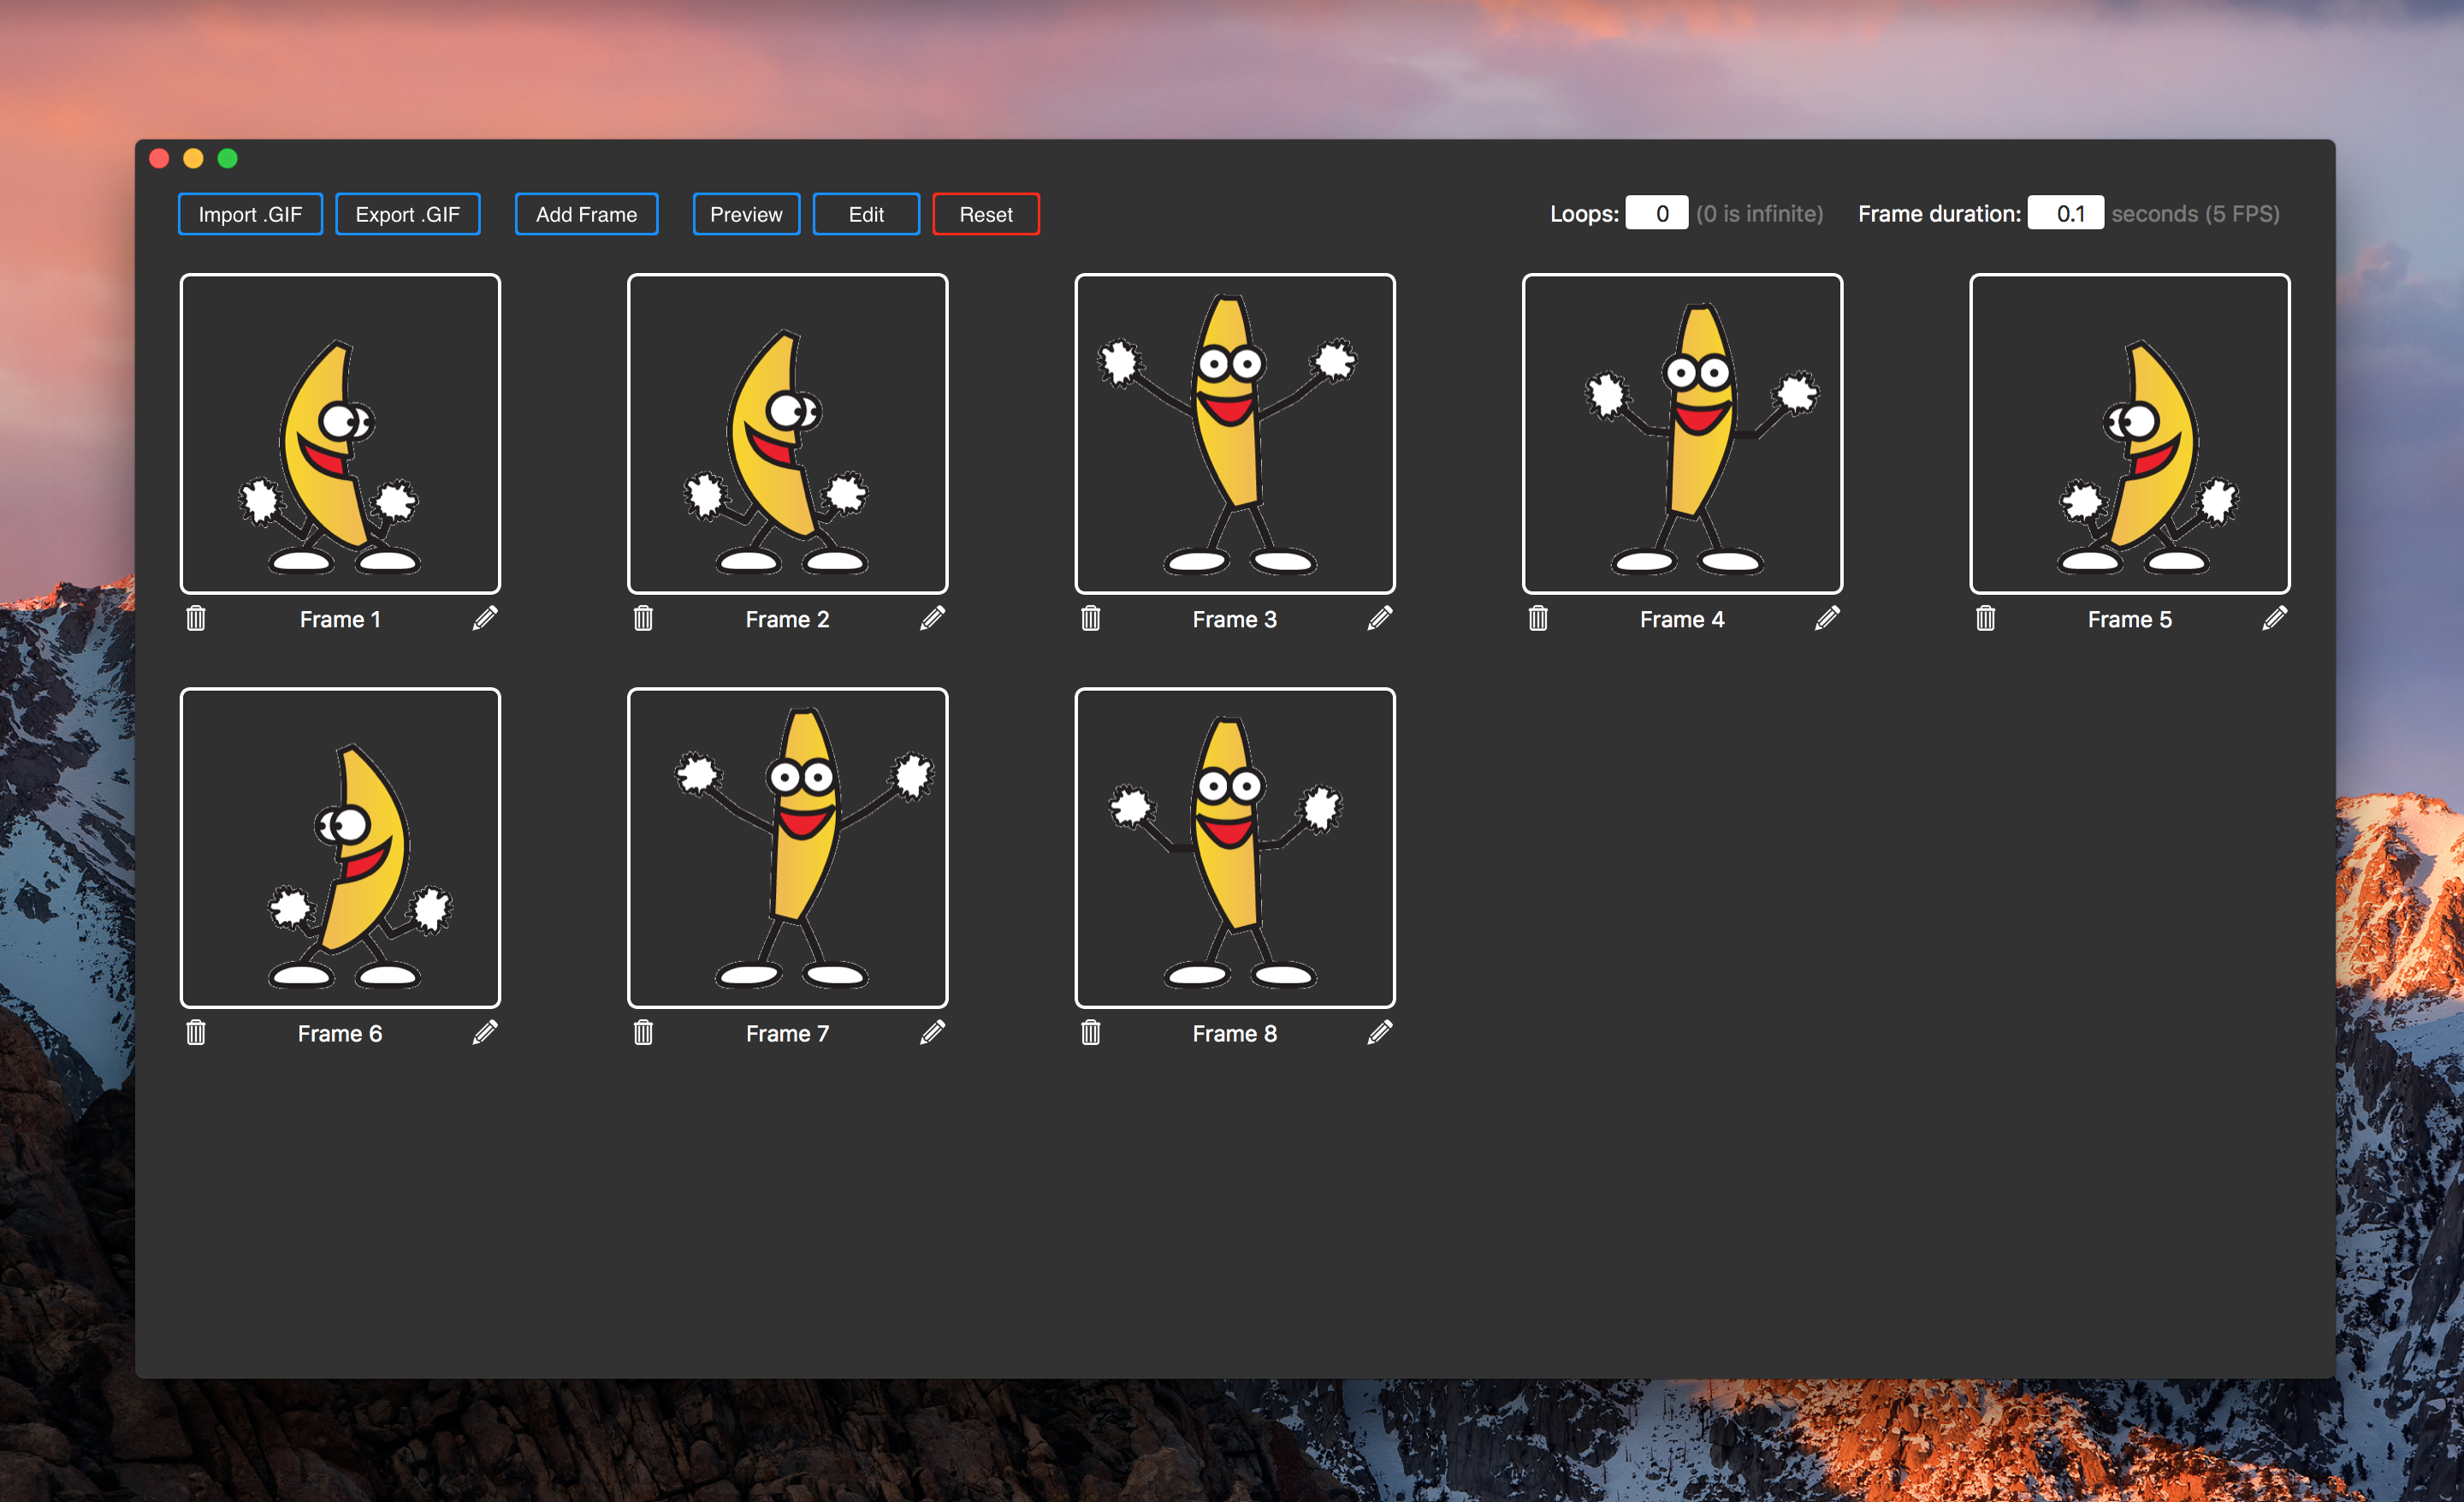 Import .GIF Export .GIF Add Frame Preview Edit Reset Loops: 0 (0 is infinite) Frame duration: 0.1 seconds (5 FPS)
Frame 1 Frame 2 Frame 3 Frame 4 Frame 5
Frame 6 Frame 7 Frame 8